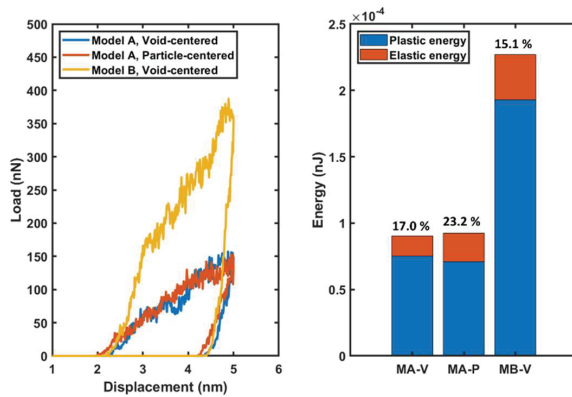 500
450
400
350
300
250
200
150
100
50
0
Load (nN)
1 2 3 4 5 6
Displacement (nm)
Model A, Void-centered
Model A, Particle-centered
Model B, Void-centered
×10⁻⁴
2.5
2
1.5
1
0.5
0
Energy (nJ)
Plastic energy
Elastic energy
15.1 %
17.0 %
23.2 %
MA-V MA-P MB-V